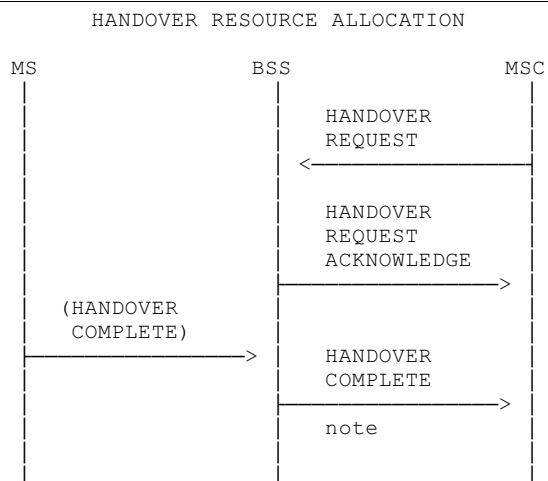 HANDOVER RESOURCE ALLOCATION
MS BSS MSC
HANDOVER
REQUEST
HANDOVER
REQUEST
ACKNOWLEDGE
(HANDOVER
COMPLETE)
HANDOVER
COMPLETE
note